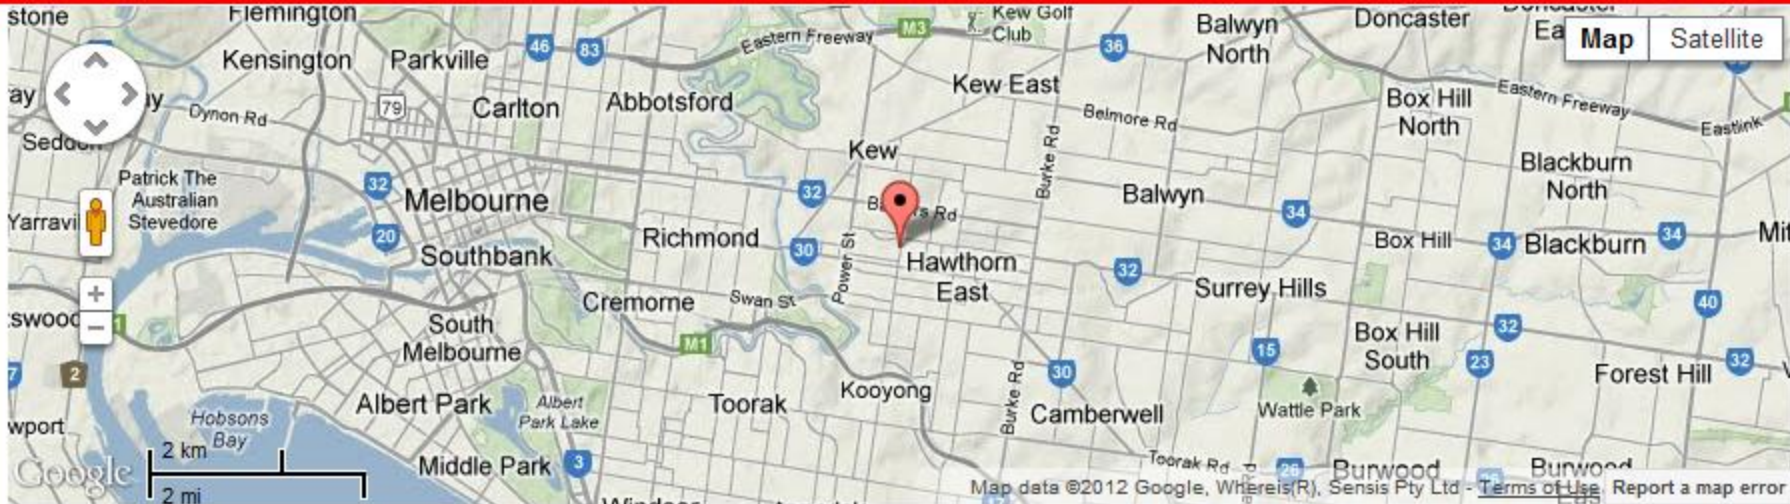 stone
Flemington
M3
Kew Golf
Club
Balwyn
North
Doncaster
Map
Satellite
Kensington
Parkville
46
83
Eastern Freeway
36
Kew East
Carlton
Abbotsford
79
Dynon Rd
Belmore Rd
Box Hill
North
Eastern Freeway
Eastlink
Kew
Burke Rd
Blackburn
North
Patrick The
Australian
Stevedore
32
Melbourne
32
Balwyn
34
20
Southbank
Richmond
30
Power St
Hawthorn
East
32
Box Hill
34
Blackburn
34
Surrey Hills
40
Cremorne
Swan St
South
Melbourne
M1
15
Box Hill
South
32
23
32
Forest Hill
2
Albert Park
Albert
Park Lake
Toorak
Kooyong
Burke Rd
30
Camberwell
Wattle Park
Hobsons
Bay
Google
2 km
2 mi
Middle Park
3
Toorak Rd
26
Burwood
Burwood
Map data ©2012 Google, Whereis(R), Sensis Pty Ltd - Terms of Use
Report a map error